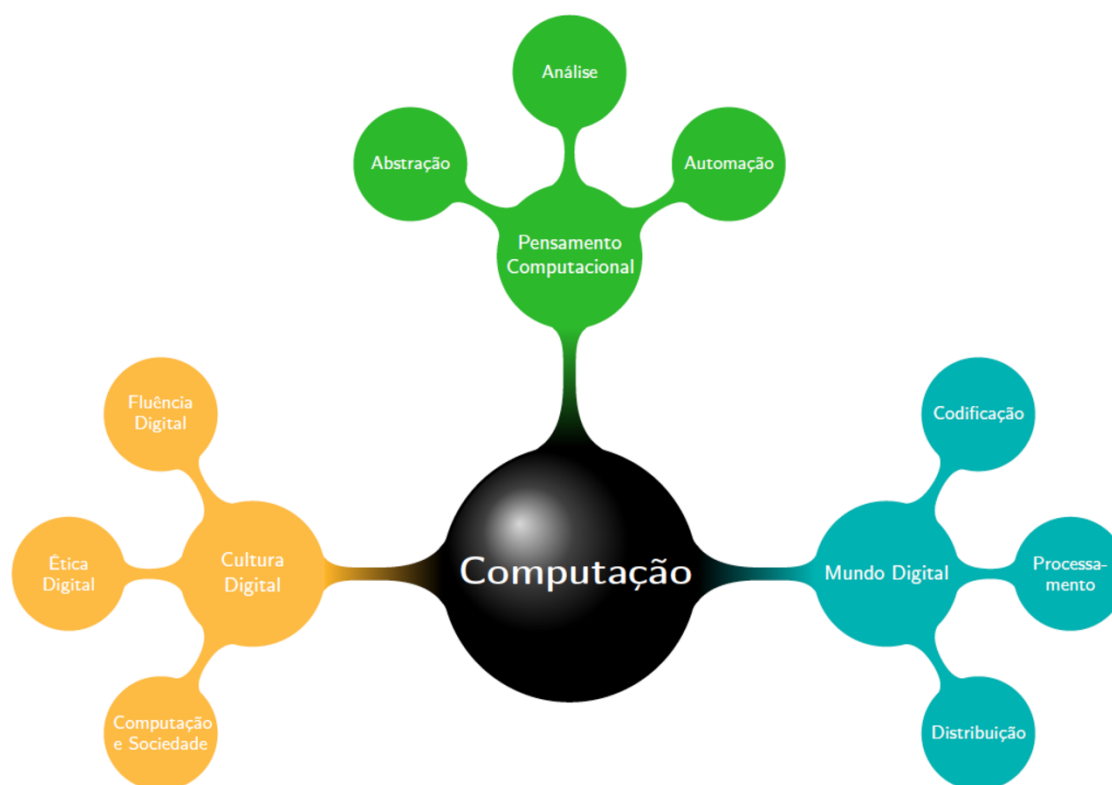 Análise
Abstração
Automação
Pensamento
Computacional
Fluência
Digital
Codificação
Ética
Digital
Cultura
Digital
Computação
Mundo Digital
Processa-
mento
Computação
e Sociedade
Distribuição